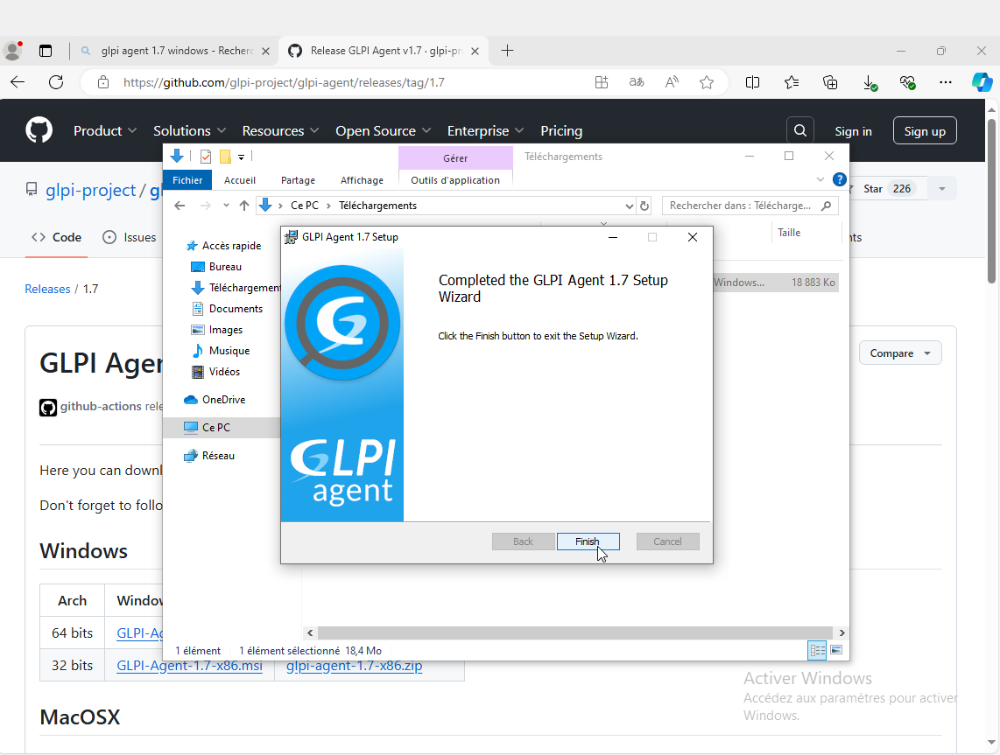 glpi agent 1.7 windows - Recherc
Release GLPI Agent v1.7 · glpi-pr
https://github.com/glpi-project/glpi-agent/releases/tag/1.7
Product
Solutions
Resources
Open Source
Enterprise
Pricing
Sign in
Sign up
Gérer
Téléchargements
Fichier
Accueil
Partage
Affichage
Outils d'application
glpi-project / gl
Star 226
Ce PC
Téléchargements
Rechercher dans : Télécharge...
Code
Issues
nts
Taille
Accès rapide
Bureau
Téléchargement
Documents
Images
Musique
Vidéos
OneDrive
Ce PC
Réseau
Windows...
18 883 Ko
GLPI Agent 1.7 Setup
Completed the GLPI Agent 1.7 Setup
Wizard
Click the Finish button to exit the Setup Wizard.
GLPI
agent
Back
Finish
Cancel
Releases / 1.7
GLPI Agen
Compare
github-actions rele
Here you can downl
Don't forget to follo
Windows
Arch
Windov
64 bits
GLPI-Ag
32 bits
GLPI-Agent-1.7-x86.msi
glpi-agent-1.7-x86.zip
1 élément
1 élément sélectionné 18,4 Mo
MacOSX
Activer Windows
Accédez aux paramètres pour activer
Windows.